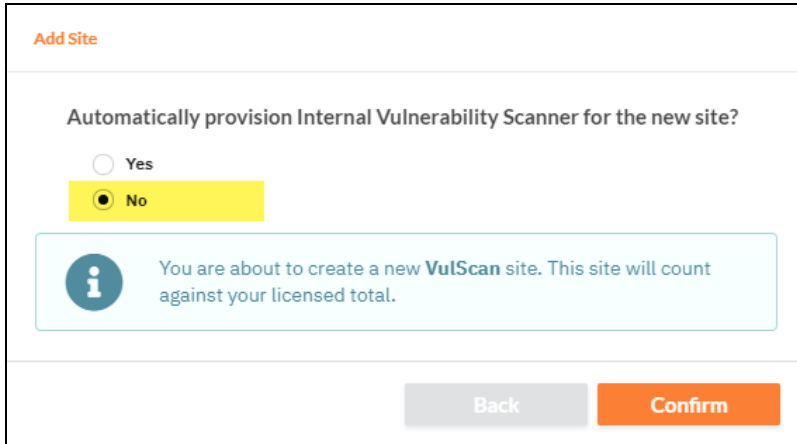 Add Site
Automatically provision Internal Vulnerability Scanner for the new site?
Yes
No
You are about to create a new VulScan site. This site will count
against your licensed total.
Back
Confirm